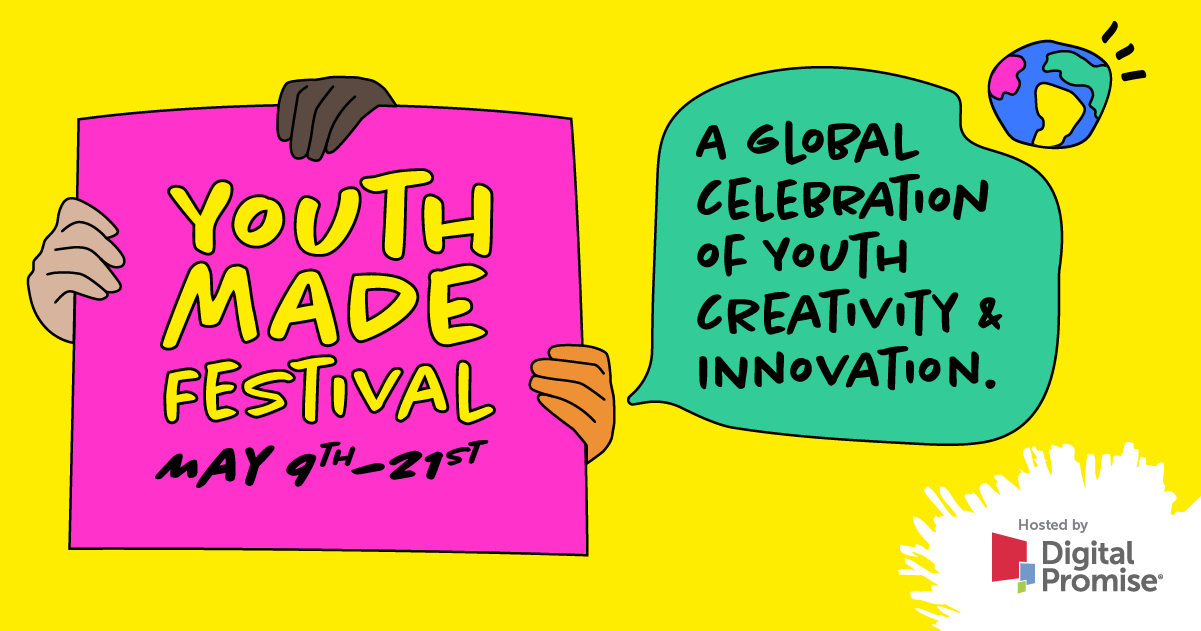 YOUTH
MADE
FESTIVAL
MAY 9TH-21ST
A GLOBAL
CELEBRATION
OF YOUTH
CREATIVITY &
INNOVATION.
Hosted by
Digital
Promise®